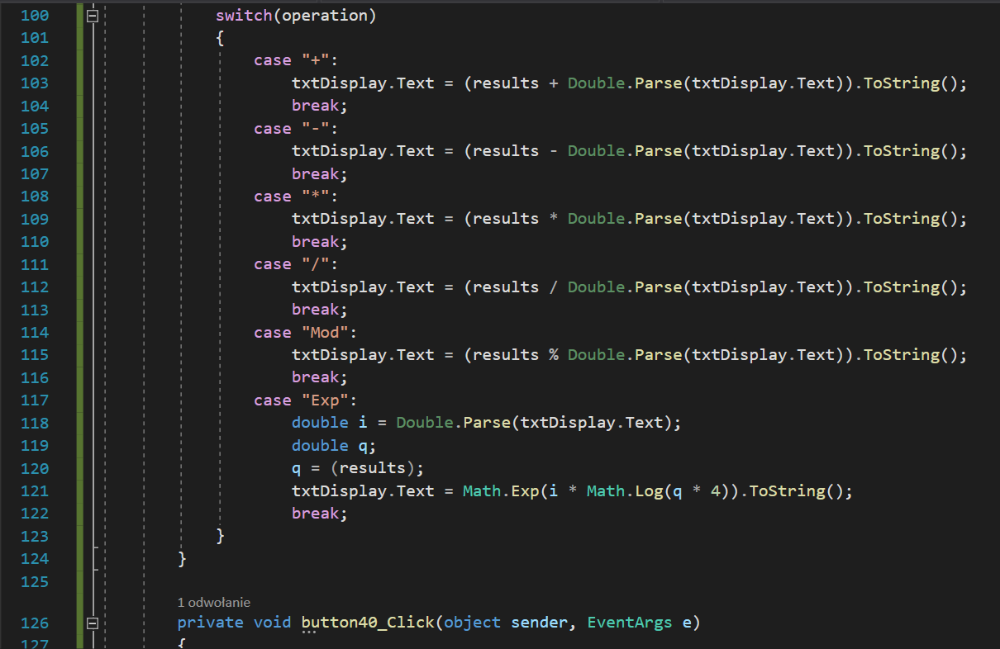 100 switch(operation)
101 {
102 case "+":
103 txtDisplay.Text = (results + Double.Parse(txtDisplay.Text)).ToString();
104 break;
105 case "-":
106 txtDisplay.Text = (results - Double.Parse(txtDisplay.Text)).ToString();
107 break;
108 case "*":
109 txtDisplay.Text = (results * Double.Parse(txtDisplay.Text)).ToString();
110 break;
111 case "/":
112 txtDisplay.Text = (results / Double.Parse(txtDisplay.Text)).ToString();
113 break;
114 case "Mod":
115 txtDisplay.Text = (results % Double.Parse(txtDisplay.Text)).ToString();
116 break;
117 case "Exp":
118 double i = Double.Parse(txtDisplay.Text);
119 double q;
120 q = (results);
121 txtDisplay.Text = Math.Exp(i * Math.Log(q * 4)).ToString();
122 break;
123 }
124 }
125
1 odwołanie
126 private void button40_Click(object sender, EventArgs e)
127 {